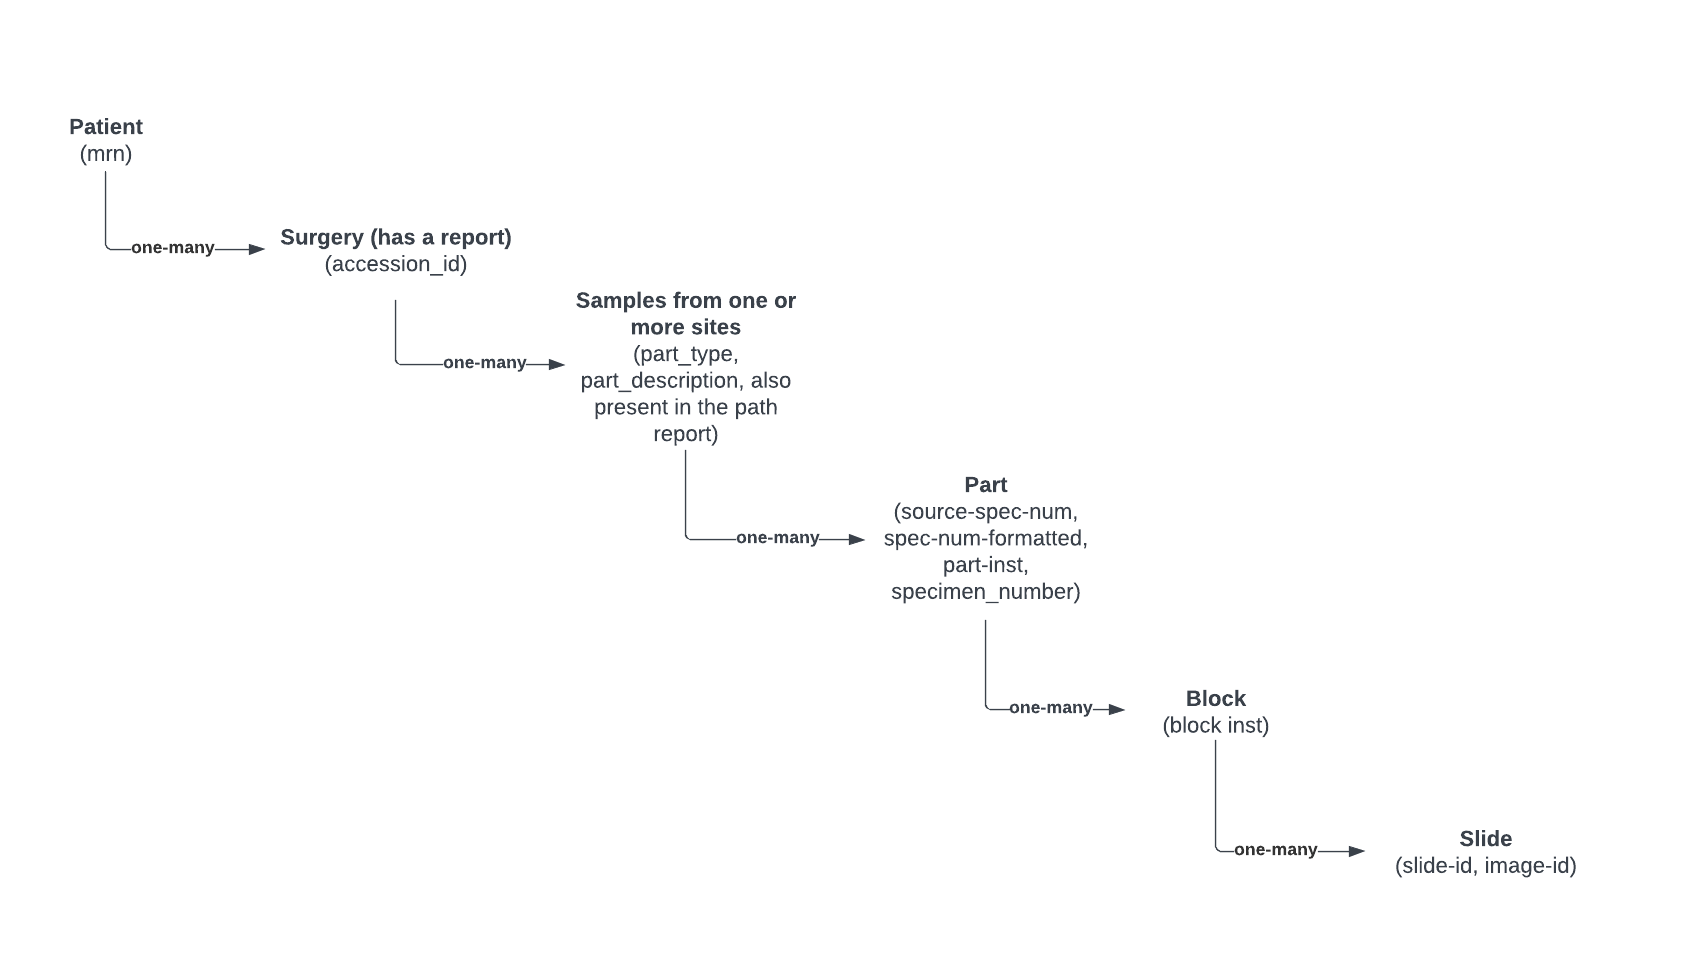 Patient
(mrn)
one-many
Surgery (has a report)
(accession_id)
one-many
Samples from one or
more sites
(part_type,
part_description, also
present in the path
report)
one-many
Part
(source-spec-num,
spec-num-formatted,
part-inst,
specimen_number)
one-many
Block
(block inst)
one-many
Slide
(slide-id, image-id)